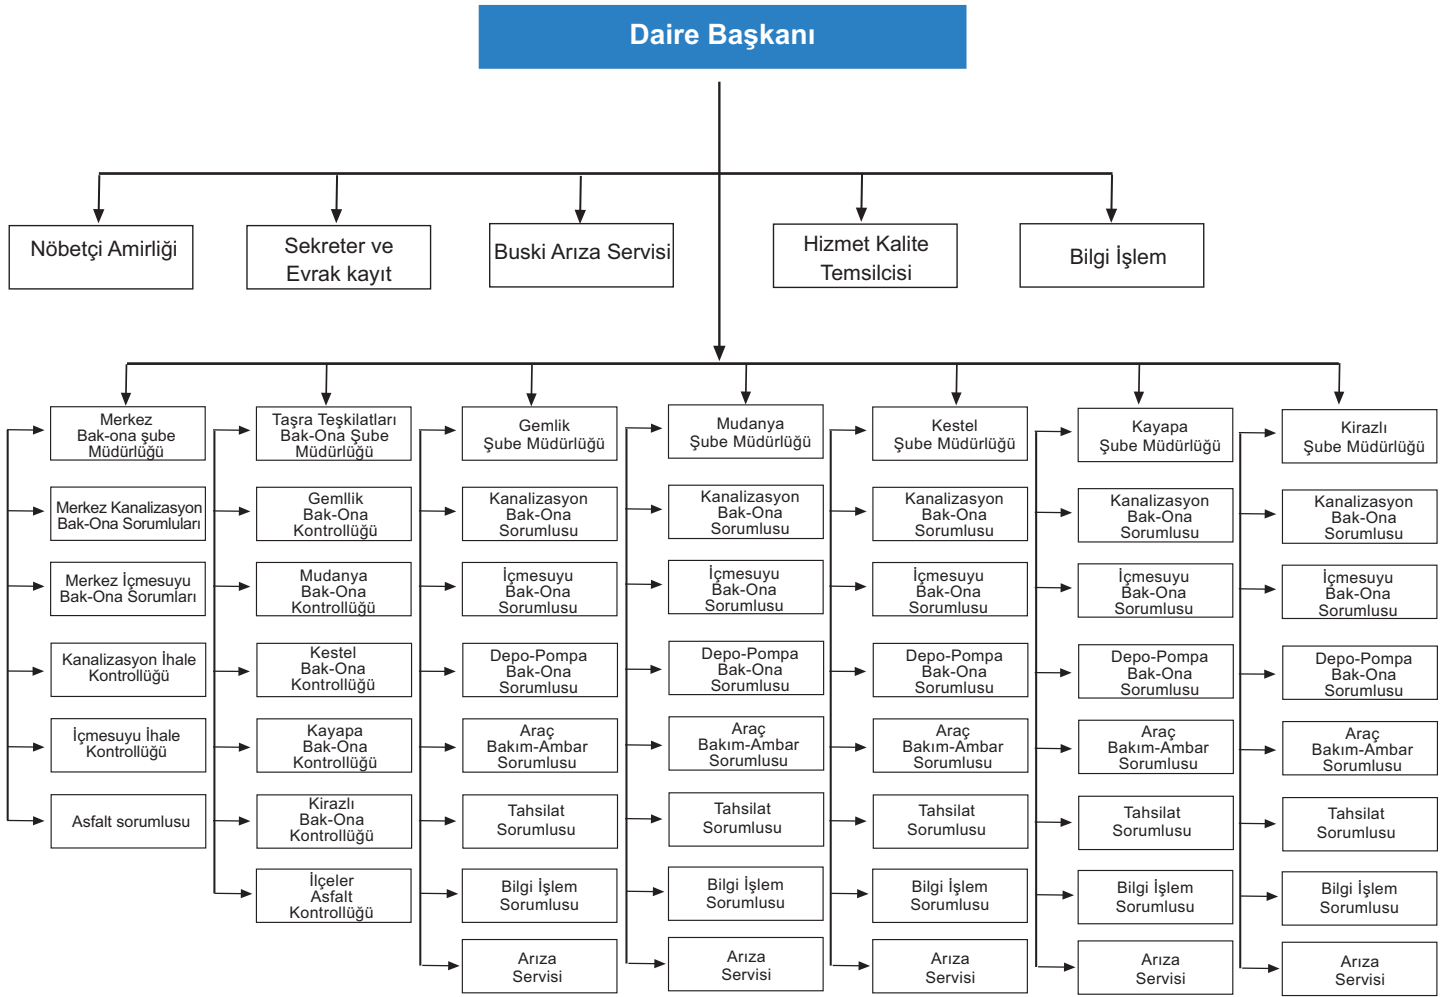 Daire Başkanı
Nöbetçi Amirliği
Sekreter ve
Evrak kayıt
Buski Arıza Servisi
Hizmet Kalite
Temsilcisi
Bilgi İşlem
Merkez
Bak-ona şube
Müdürlüğü
Merkez Kanalizasyon
Bak-Ona Sorumluları
Merkez İçmesuyu
Bak-Ona Sorumları
Kanalizasyon İhale
Kontrollüğü
İçmesuyu İhale
Kontrollüğü
Asfalt sorumlusu
Taşra Teşkilatları
Bak-Ona Şube
Müdürlüğü
Gemllik
Bak-Ona
Kontrollüğü
Mudanya
Bak-Ona
Kontrollüğü
Kestel
Bak-Ona
Kontrollüğü
Kayapa
Bak-Ona
Kontrollüğü
Kirazlı
Bak-Ona
Kontrollüğü
İlçeler
Asfalt
Kontrollüğü
Gemlik
Şube Müdürlüğü
Kanalizasyon
Bak-Ona
Sorumlusu
İçmesuyu
Bak-Ona
Sorumlusu
Depo-Pompa
Bak-Ona
Sorumlusu
Araç
Bakım-Ambar
Sorumlusu
Tahsilat
Sorumlusu
Bilgi İşlem
Sorumlusu
Arıza
Servisi
Mudanya
Şube Müdürlüğü
Kanalizasyon
Bak-Ona
Sorumlusu
İçmesuyu
Bak-Ona
Sorumlusu
Depo-Pompa
Bak-Ona
Sorumlusu
Araç
Bakım-Ambar
Sorumlusu
Tahsilat
Sorumlusu
Bilgi İşlem
Sorumlusu
Arıza
Servisi
Kestel
Şube Müdürlüğü
Kanalizasyon
Bak-Ona
Sorumlusu
İçmesuyu
Bak-Ona
Sorumlusu
Depo-Pompa
Bak-Ona
Sorumlusu
Araç
Bakım-Ambar
Sorumlusu
Tahsilat
Sorumlusu
Bilgi İşlem
Sorumlusu
Arıza
Servisi
Kayapa
Şube Müdürlüğü
Kanalizasyon
Bak-Ona
Sorumlusu
İçmesuyu
Bak-Ona
Sorumlusu
Depo-Pompa
Bak-Ona
Sorumlusu
Araç
Bakım-Ambar
Sorumlusu
Tahsilat
Sorumlusu
Bilgi İşlem
Sorumlusu
Arıza
Servisi
Kirazlı
Şube Müdürlüğü
Kanalizasyon
Bak-Ona
Sorumlusu
İçmesuyu
Bak-Ona
Sorumlusu
Depo-Pompa
Bak-Ona
Sorumlusu
Araç
Bakım-Ambar
Sorumlusu
Tahsilat
Sorumlusu
Bilgi İşlem
Sorumlusu
Arıza
Servisi